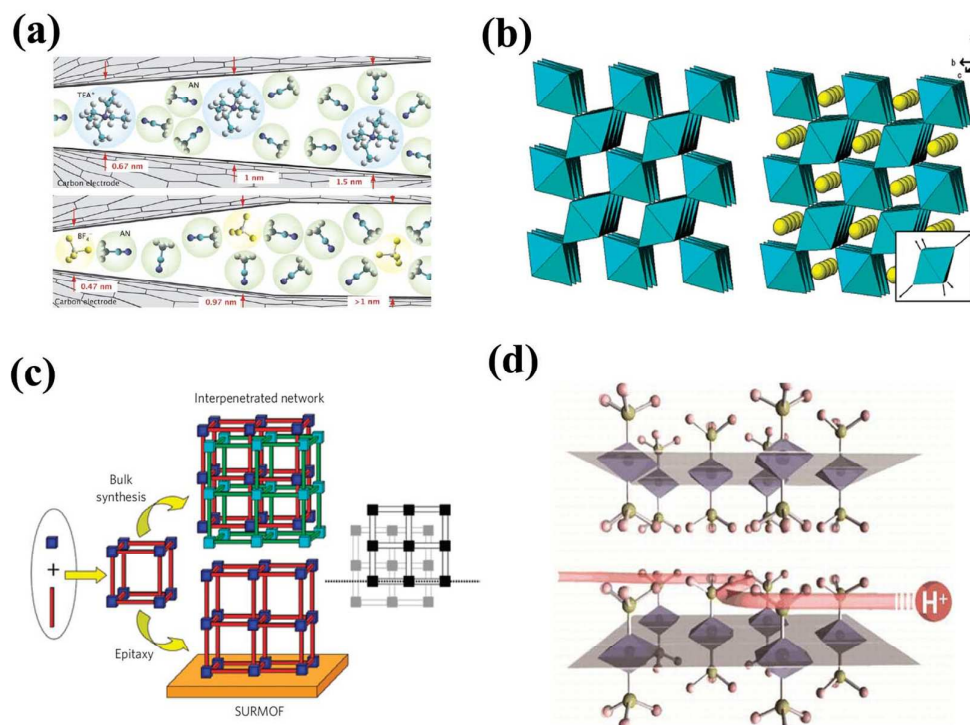 (a)
TEA+
AN
0.67 nm
1 nm
1.5 nm
Carbon electrode
BF4-
AN
0.47 nm
0.97 nm
>1 nm
Carbon electrode
(b)
b
c
(c)
Interpenetrated network
Bulk
synthesis
+
Epitaxy
SURMOF
(d)
H+